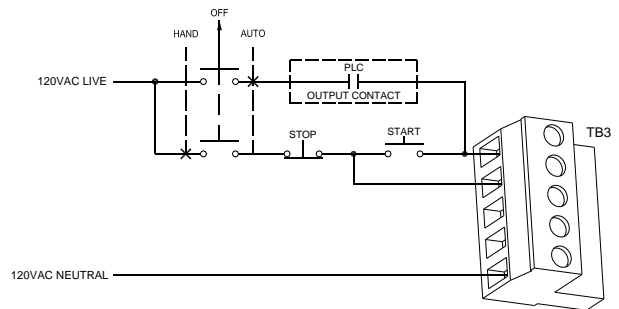 OFF
HAND
AUTO
PLC
120VAC LIVE
OUTPUT CONTACT
STOP
START
TB3
120VAC NEUTRAL